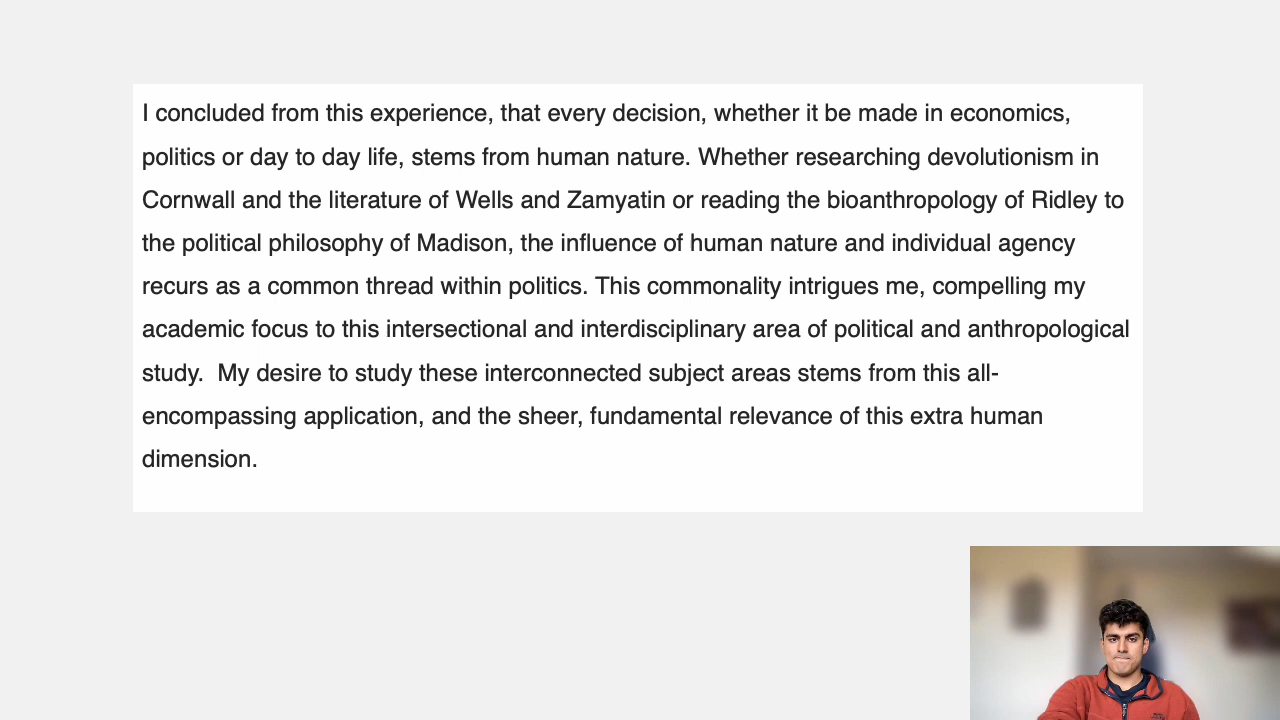 I concluded from this experience, that every decision, whether it be made in economics,
politics or day to day life, stems from human nature. Whether researching devolutionism in
Cornwall and the literature of Wells and Zamyatin or reading the bioanthropology of Ridley to
the political philosophy of Madison, the influence of human nature and individual agency
recurs as a common thread within politics. This commonality intrigues me, compelling my
academic focus to this intersectional and interdisciplinary area of political and anthropological
study.  My desire to study these interconnected subject areas stems from this all-
encompassing application, and the sheer, fundamental relevance of this extra human
dimension.